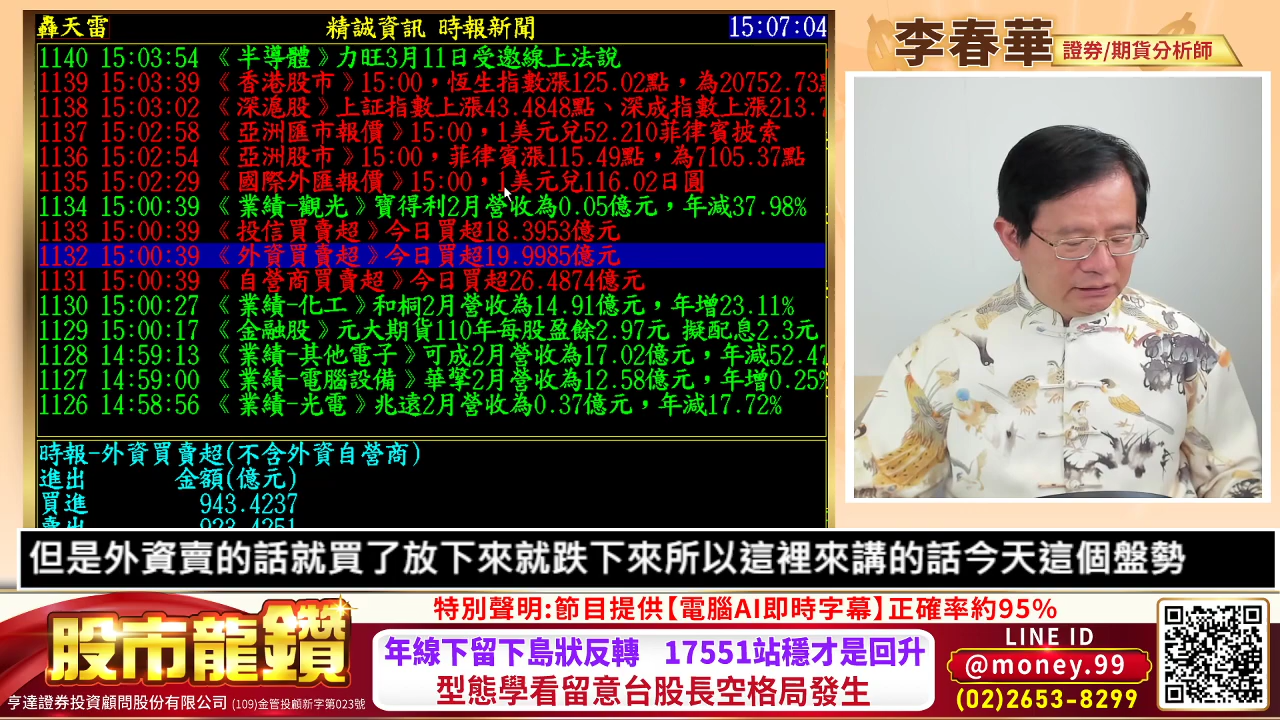 轟天雷 精誠資訊 時報新聞 15:07:04
1140 15:03:54 《半導體》力旺3月11日受邀線上法說
1139 15:03:39 《香港股市》15:00，恆生指數漲125.02點，為20752.73
1138 15:03:02 《深滬股》上証指數上漲43.4848點、深成指數上漲213.7
1137 15:02:58 《亞洲匯市報價》15:00，1美元兌52.210菲律賓披索
1136 15:02:54 《亞洲股市》15:00，菲律賓漲115.49點，為7105.37點
1135 15:02:29 《國際外匯報價》15:00，1美元兌116.02日圓
1134 15:00:39 《業績-觀光》寶得利2月營收為0.05億元，年減37.98%
1133 15:00:39 《投信買賣超》今日買超18.3953億元
1132 15:00:39 《外資買賣超》今日買超19.9985億元
1131 15:00:39 《自營商買賣超》今日買超26.4874億元
1130 15:00:27 《業績-化工》和桐2月營收為14.91億元，年增23.11%
1129 15:00:17 《金融股》元大期貨110年每股盈餘2.97元 擬配息2.3元
1128 14:59:13 《業績-其他電子》可成2月營收為17.02億元，年減52.47
1127 14:59:00 《業績-電腦設備》華擎2月營收為12.58億元，年增0.25%
1126 14:58:56 《業績-光電》兆遠2月營收為0.37億元，年減17.72%
時報-外資買賣超(不含外資自營商)
進出 金額(億元)
買進 943.4237
賣出 923.4251
李春華 證券/期貨分析師
但是外資賣的話就買了放下來就跌下來所以這裡來講的話今天這個盤勢
特別聲明:節目提供【電腦AI即時字幕】正確率約95%
股市龍鑽
亨達證券投資顧問股份有限公司 (109)金管投顧新字第023號
年線下留下島狀反轉 17551站穩才是回升
型態學看留意台股長空格局發生
LINE ID
@money.99
(02)2653-8299